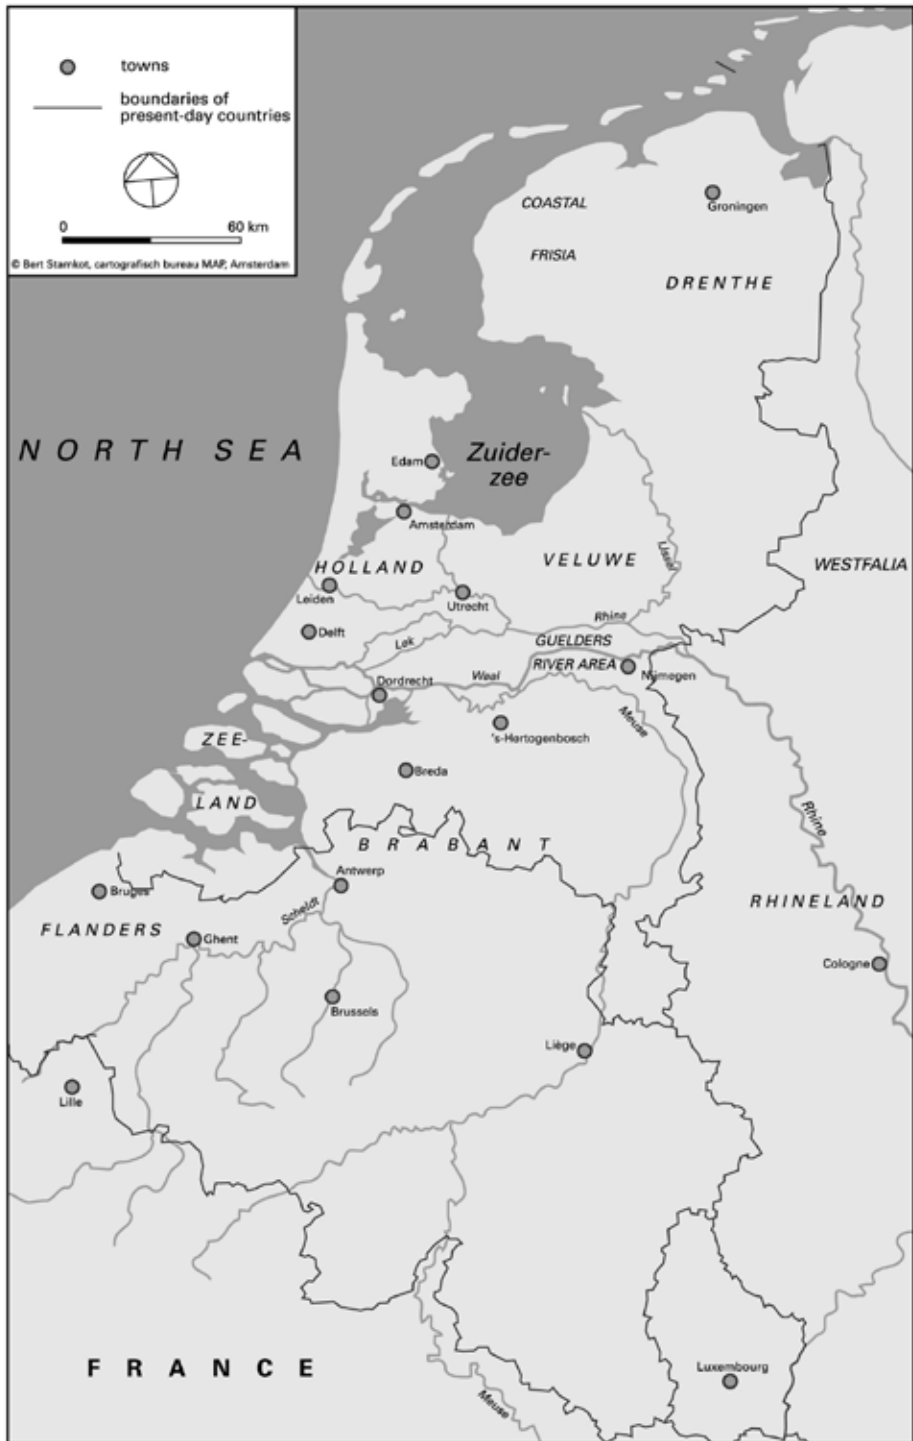 towns
boundaries of
present-day countries
0 60 km
© Bert Stamkot, cartografisch bureau MAP, Amsterdam
COASTAL
FRISIA
Groningen
DRENTHE
NORTH SEA
Edam
Zuider-
zee
Amsterdam
HOLLAND
VELUWE
IJssel
WESTFALIA
Leiden
Utrecht
Delft
Lek
Rhine
GUELDERS
RIVER AREA
Nijmegen
Waal
Dordrecht
Meuse
's-Hertogenbosch
ZEE-
LAND
Breda
Rhine
BRABANT
Antwerp
Bruges
Scheldt
RHINELAND
FLANDERS
Ghent
Cologne
Brussels
Liège
Lille
FRANCE
Luxembourg
Meuse